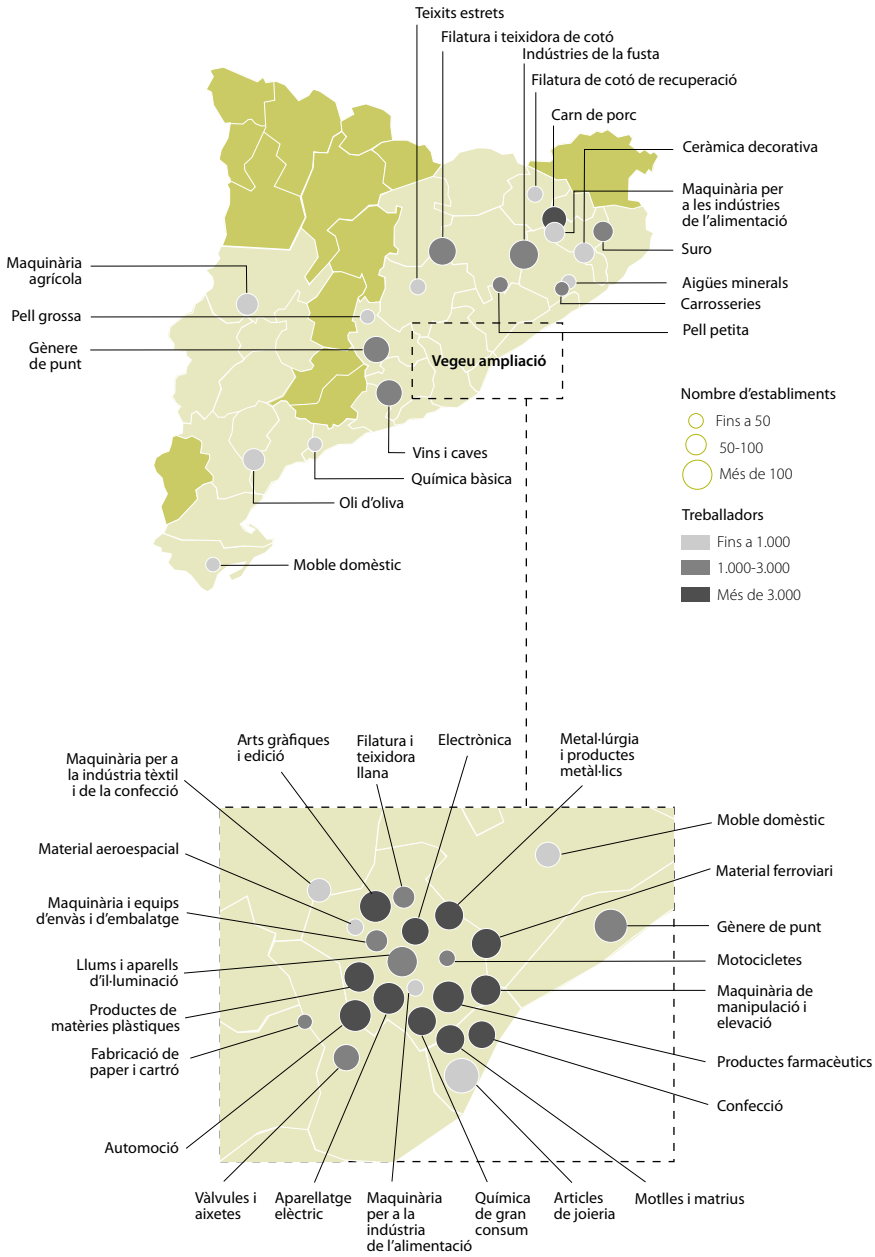 Teixits estrets
Filatura i teixidora de cotó
Indústries de la fusta
Filatura de cotó de recuperació
Carn de porc
Ceràmica decorativa
Maquinària per
a les indústries
de l’alimentació
Suro
Maquinària
agrícola
Aigües minerals
Carrosseries
Pell grossa
Pell petita
Gènere
de punt
Vegeu ampliació
Nombre d’establiments
Fins a 50
50-100
Més de 100
Vins i caves
Química bàsica
Oli d’oliva
Treballadors
Fins a 1.000
1.000-3.000
Més de 3.000
Moble domèstic
Arts gràfiques
i edició
Filatura i
teixidora
llana
Electrònica
Metal·lúrgia
i productes
metàl·lics
Maquinària per a
la indústria tèxtil
i de la confecció
Moble domèstic
Material aeroespacial
Material ferroviari
Maquinària i equips
d’envàs i d’embalatge
Gènere de punt
Llums i aparells
d’il·luminació
Motocicletes
Maquinària de
manipulació i
elevació
Productes de
matèries plàstiques
Fabricació de
paper i cartró
Productes farmacèutics
Confecció
Automoció
Vàlvules i
aixetes
Aparellatge
elèctric
Maquinària
per a la
indústria
de l’alimentació
Química
de gran
consum
Articles
de joieria
Motlles i matrius